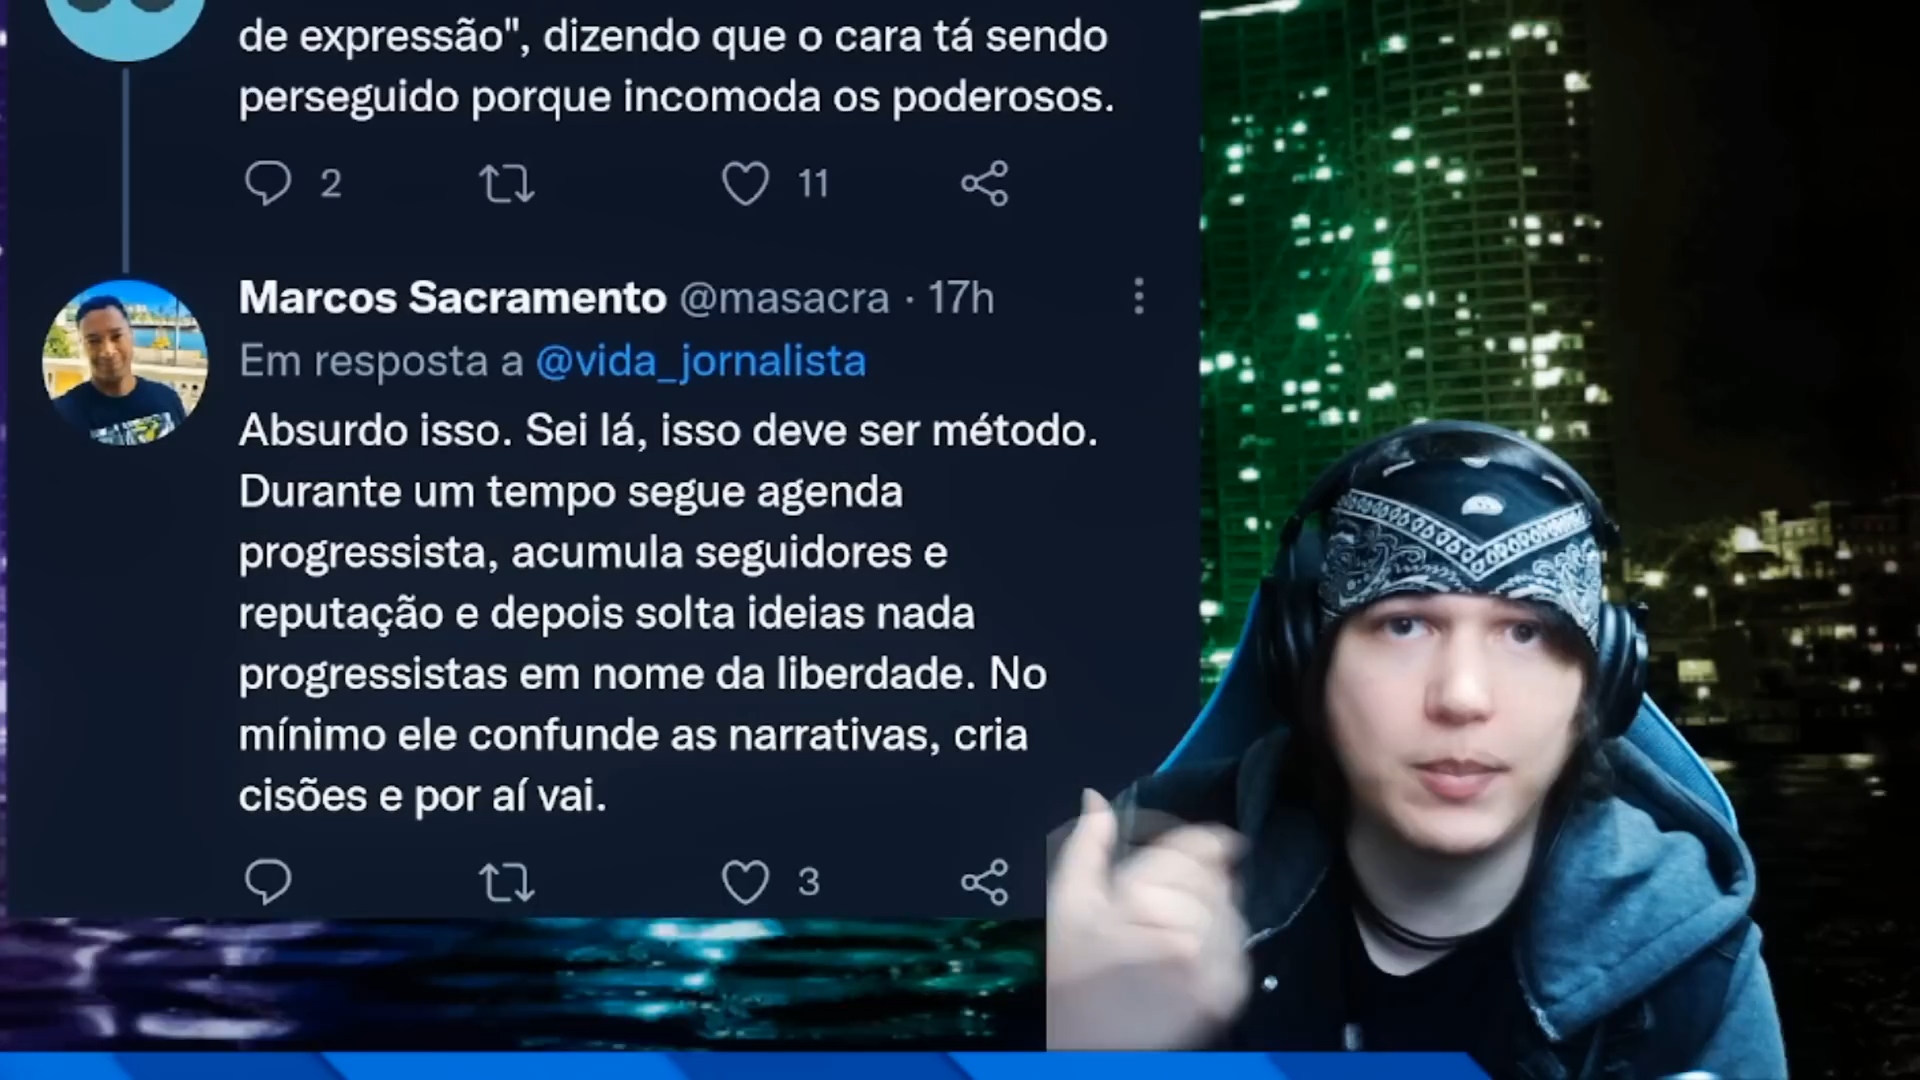 de expressão", dizendo que o cara tá sendo
perseguido porque incomoda os poderosos.
2 11
Marcos Sacramento @masacra · 17h
Em resposta a @vida_jornalista
Absurdo isso. Sei lá, isso deve ser método.
Durante um tempo segue agenda
progressista, acumula seguidores e
reputação e depois solta ideias nada
progressistas em nome da liberdade. No
mínimo ele confunde as narrativas, cria
cisões e por aí vai.
3